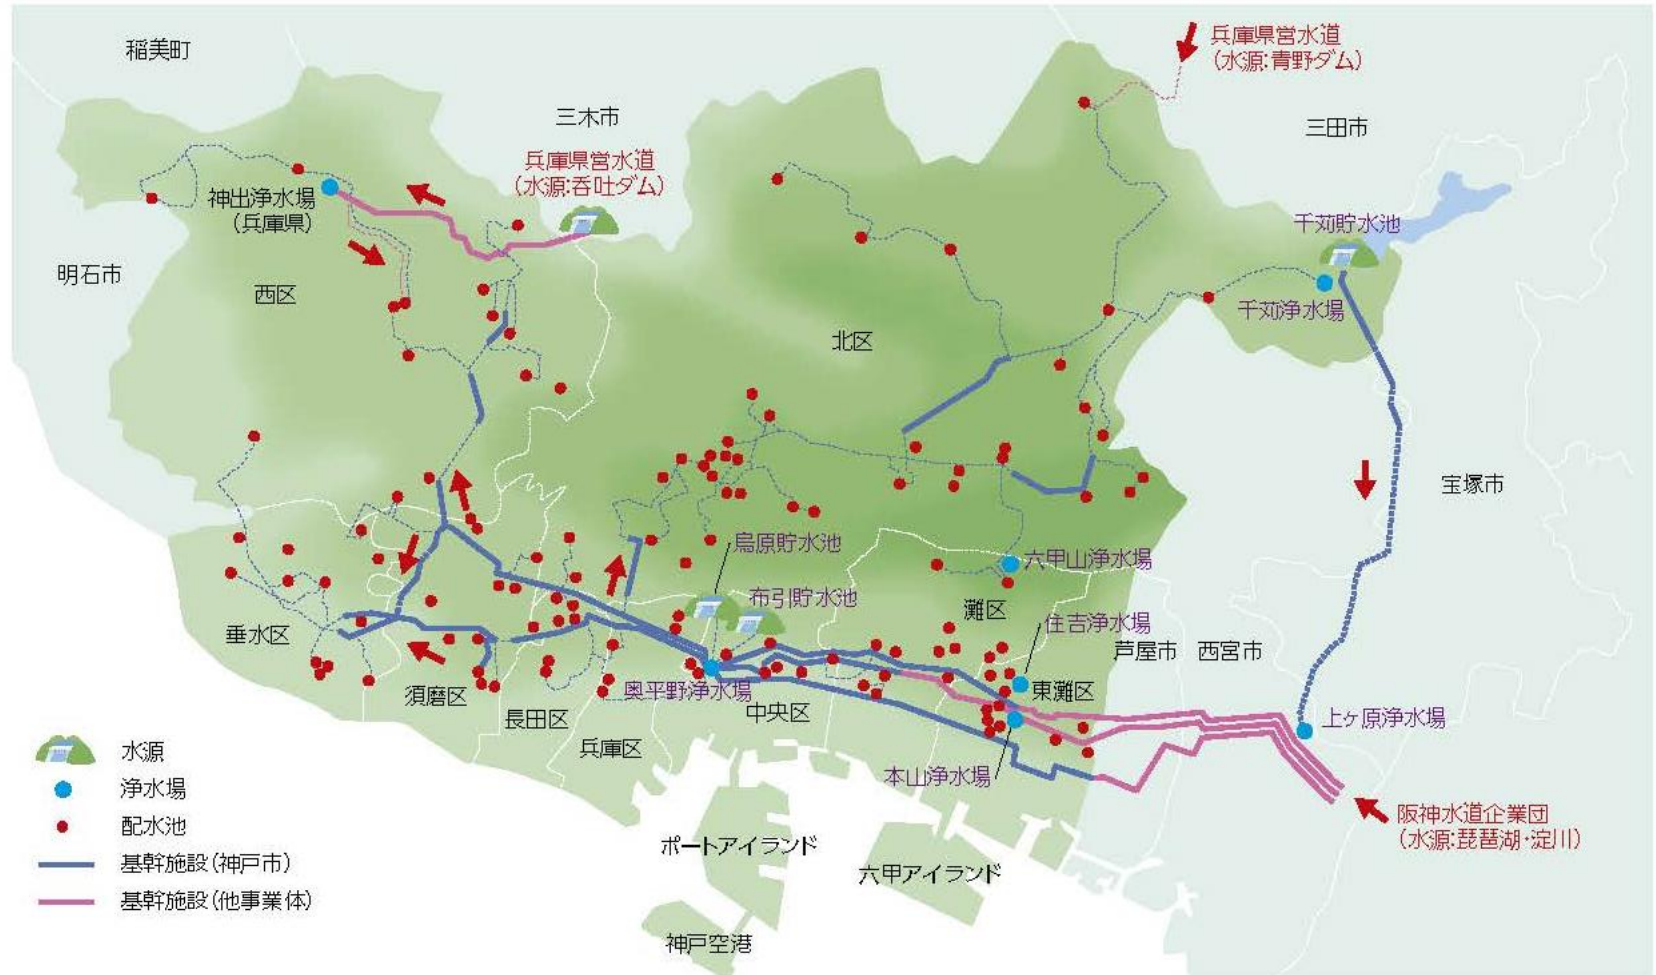 稲美町
兵庫県営水道
(水源:青野ダム)
三木市
三田市
兵庫県営水道
(水源:呑吐ダム)
神出浄水場
(兵庫県)
千苅貯水池
明石市
西区
千苅浄水場
北区
宝塚市
烏原貯水池
六甲山浄水場
布引貯水池
灘区
住吉浄水場
垂水区
芦屋市
西宮市
須磨区
奥平野浄水場
東灘区
長田区
中央区
上ヶ原浄水場
兵庫区
本山浄水場
水源
浄水場
配水池
基幹施設(神戸市)
基幹施設(他事業体)
阪神水道企業団
(水源:琵琶湖・淀川)
ポートアイランド
六甲アイランド
神戸空港